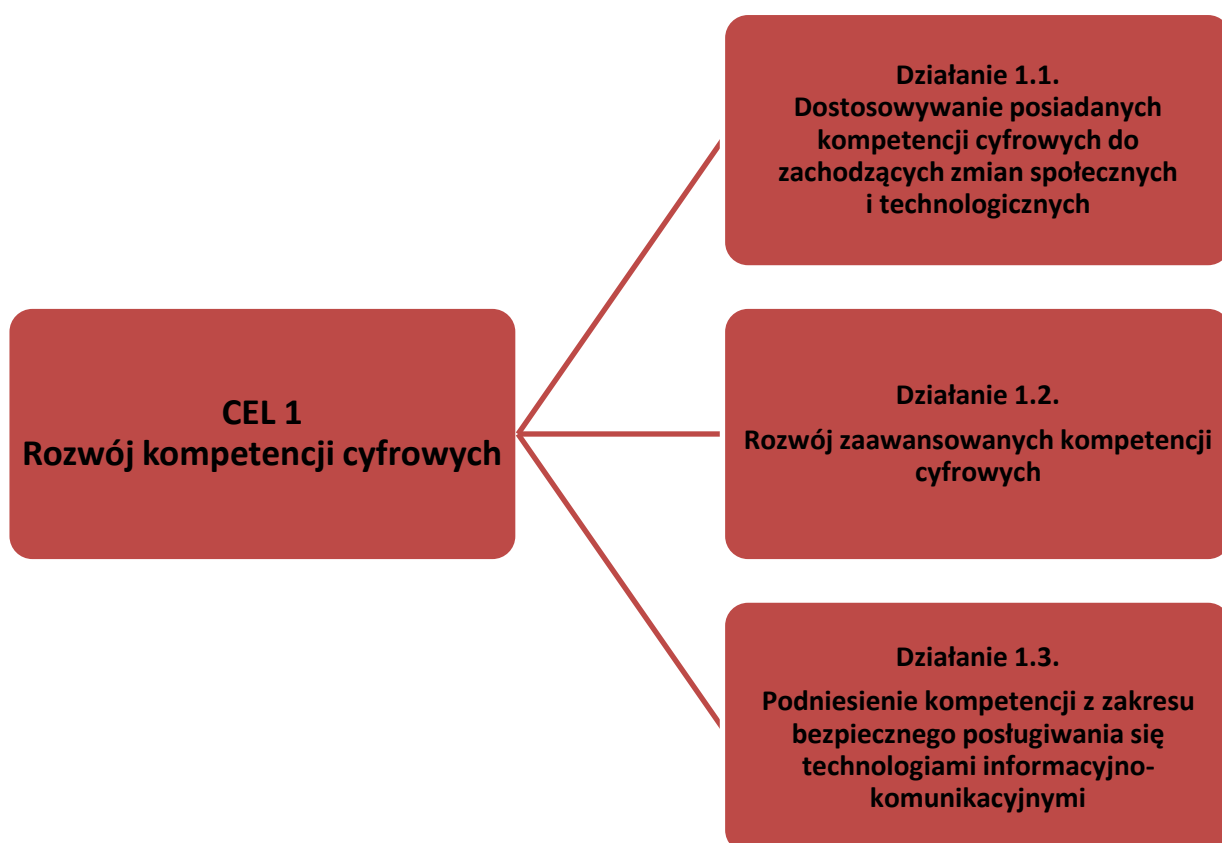 CEL 1
Rozwój kompetencji cyfrowych
Działanie 1.1.
Dostosowywanie posiadanych
kompetencji cyfrowych do
zachodzących zmian społecznych
i technologicznych
Działanie 1.2.
Rozwój zaawansowanych kompetencji
cyfrowych
Działanie 1.3.
Podniesienie kompetencji z zakresu
bezpiecznego posługiwania się
technologiami informacyjno-
komunikacyjnymi